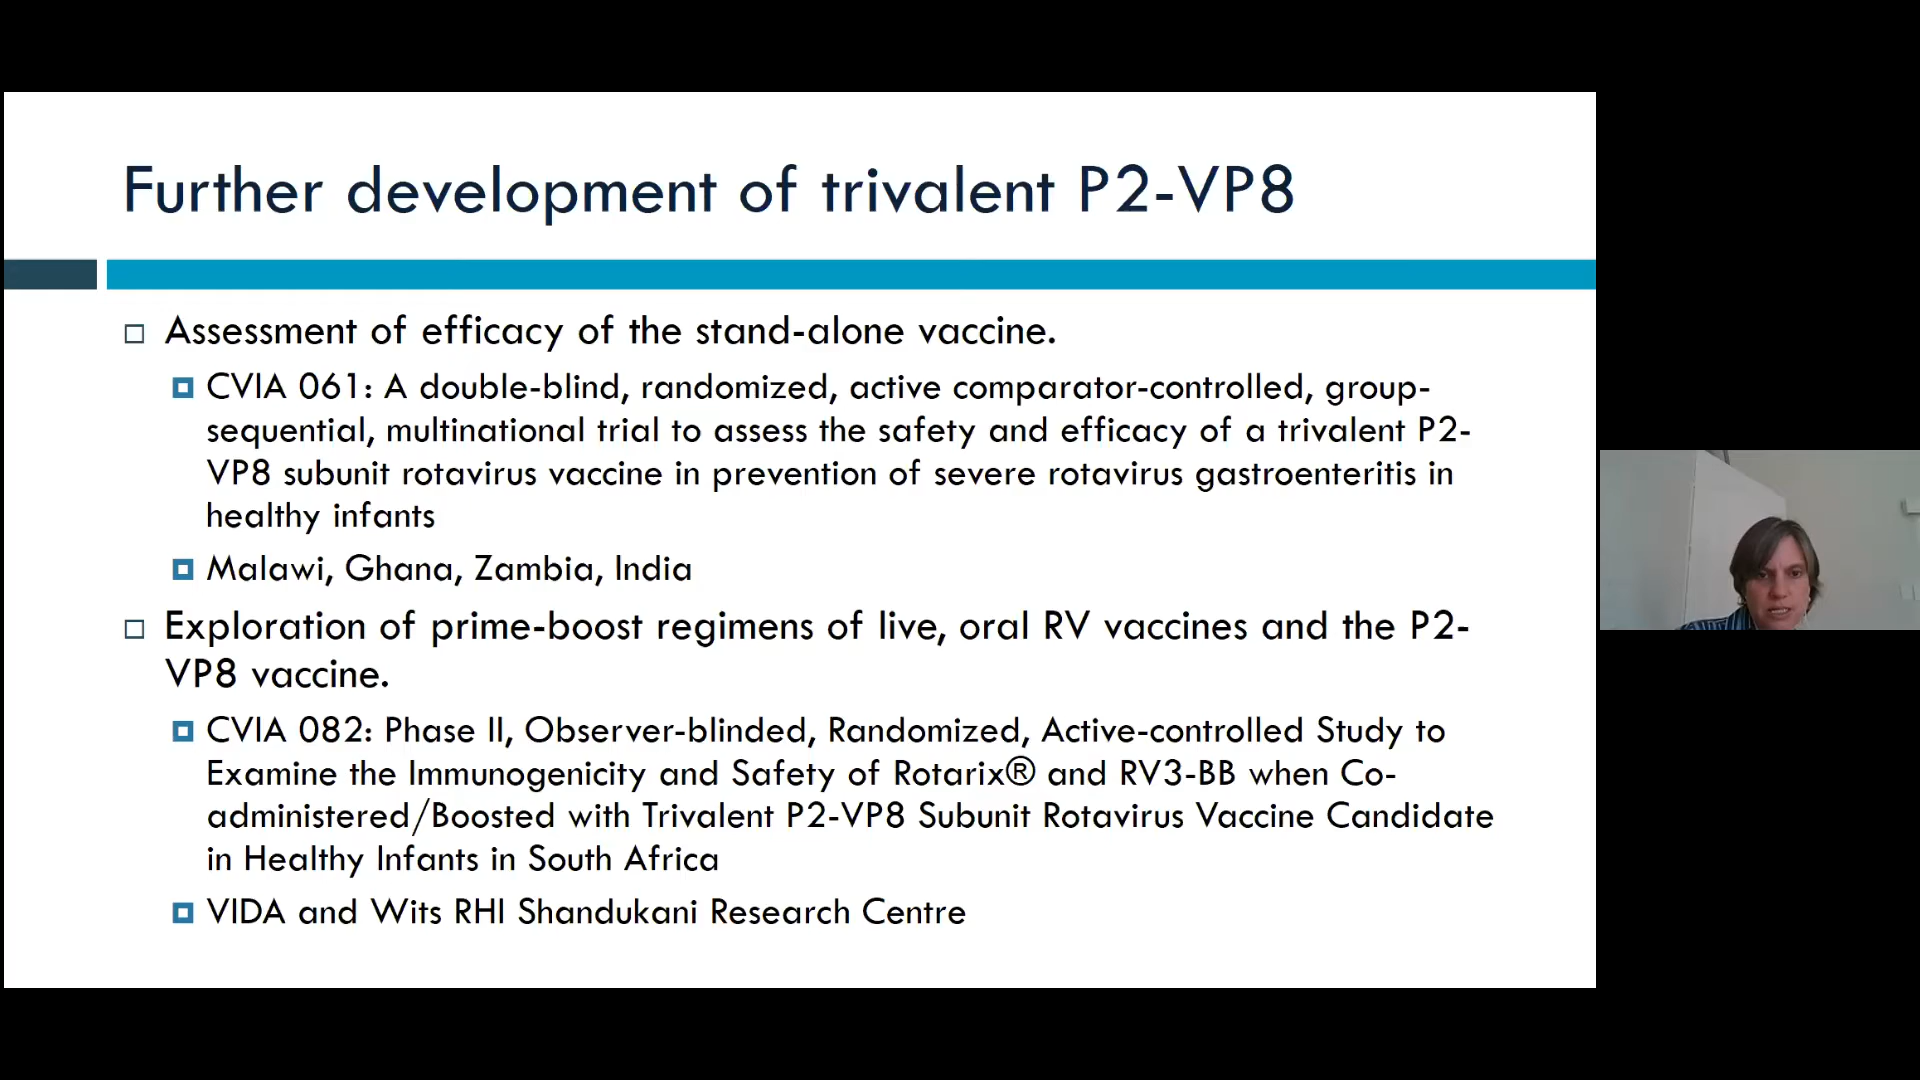 Further development of trivalent P2-VP8
Assessment of efficacy of the stand-alone vaccine.
CVIA 061: A double-blind, randomized, active comparator-controlled, group-
sequential, multinational trial to assess the safety and efficacy of a trivalent P2-
VP8 subunit rotavirus vaccine in prevention of severe rotavirus gastroenteritis in
healthy infants
Malawi, Ghana, Zambia, India
Exploration of prime-boost regimens of live, oral RV vaccines and the P2-
VP8 vaccine.
CVIA 082: Phase II, Observer-blinded, Randomized, Active-controlled Study to
Examine the Immunogenicity and Safety of Rotarix® and RV3-BB when Co-
administered/Boosted with Trivalent P2-VP8 Subunit Rotavirus Vaccine Candidate
in Healthy Infants in South Africa
VIDA and Wits RHI Shandukani Research Centre